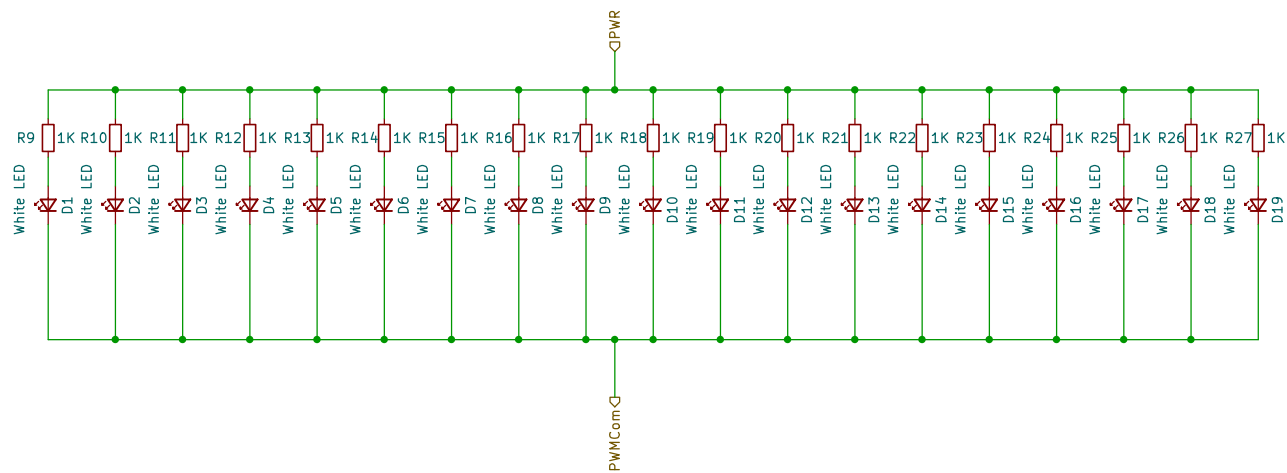 PWR
R9 1K R10 1K R11 1K R12 1K R13 1K R14 1K R15 1K R16 1K R17 1K R18 1K R19 1K R20 1K R21 1K R22 1K R23 1K R24 1K R25 1K R26 1K R27 1K
White LED D1
White LED D2
White LED D3
White LED D4
White LED D5
White LED D6
White LED D7
White LED D8
White LED D9
White LED D10
White LED D11
White LED D12
White LED D13
White LED D14
White LED D15
White LED D16
White LED D17
White LED D18
White LED D19
PWMCom